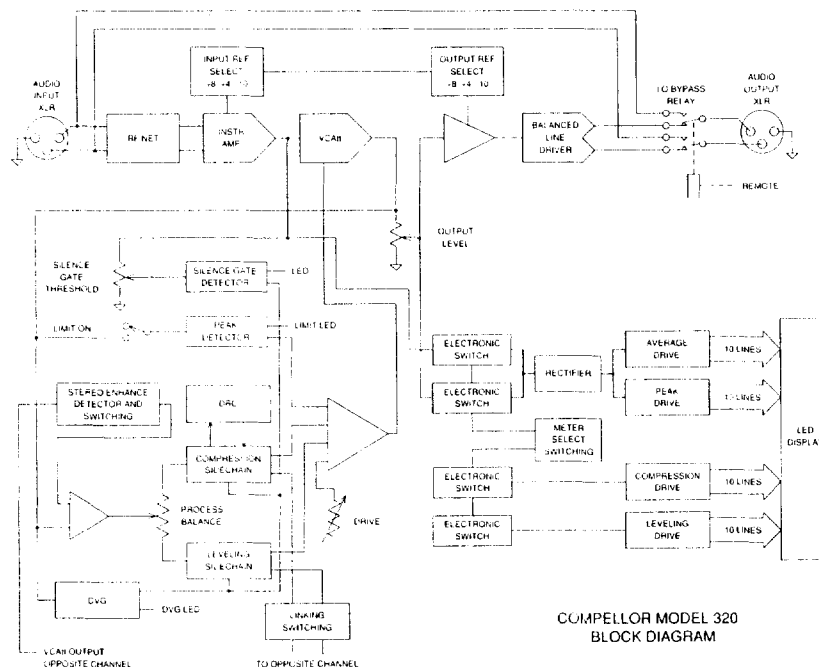 AUDIO
INPUT
XLR
INPUT REF
SELECT
+8 +4 -10
OUTPUT REF
SELECT
+8 +4 -10
TO BYPASS
RELAY
AUDIO
OUTPUT
XLR
RF NET
INSTR
AMP
VCA
BALANCED
LINE
DRIVER
REMOTE
OUTPUT
LEVEL
SILENCE
GATE
THRESHOLD
SILENCE GATE
DETECTOR
LED
LIMIT ON
PEAK
DETECTOR
LIMIT LED
ELECTRONIC
SWITCH
RECTIFIER
AVERAGE
DRIVE
10 LINES
STEREO ENHANCE
DETECTOR AND
SWITCHING
DRC
ELECTRONIC
SWITCH
PEAK
DRIVE
10 LINES
LED
DISPLAY
METER
SELECT
SWITCHING
COMPRESSION
SIDECHAIN
ELECTRONIC
SWITCH
COMPRESSION
DRIVE
10 LINES
PROCESS
BALANCE
DRIVE
ELECTRONIC
SWITCH
LEVELING
DRIVE
10 LINES
LEVELING
SIDECHAIN
DVG
DVG LED
LINKING
SWITCHING
COMPELLOR MODEL 320
BLOCK DIAGRAM
OUTPUT
OPPOSITE CHANNEL
TO OPPOSITE CHANNEL